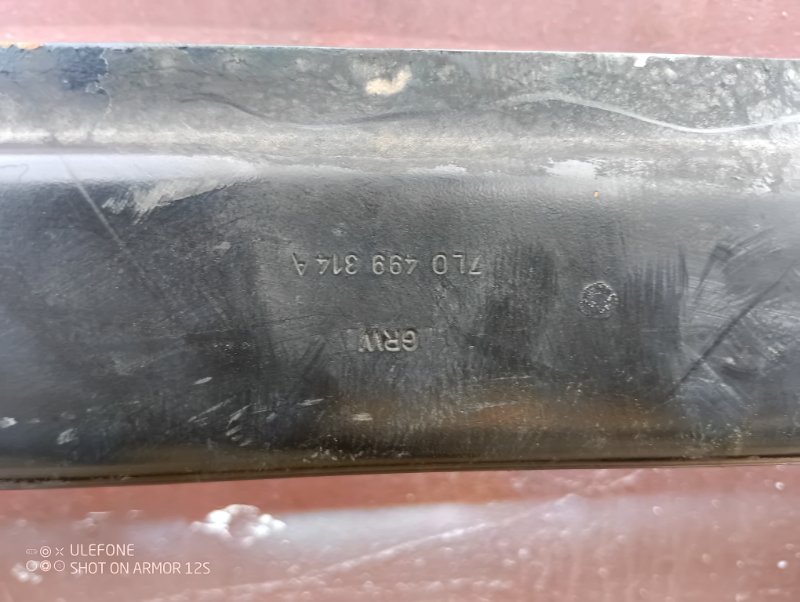 7L0 499 314 A
GRW
ULEFONE
SHOT ON ARMOR 12S